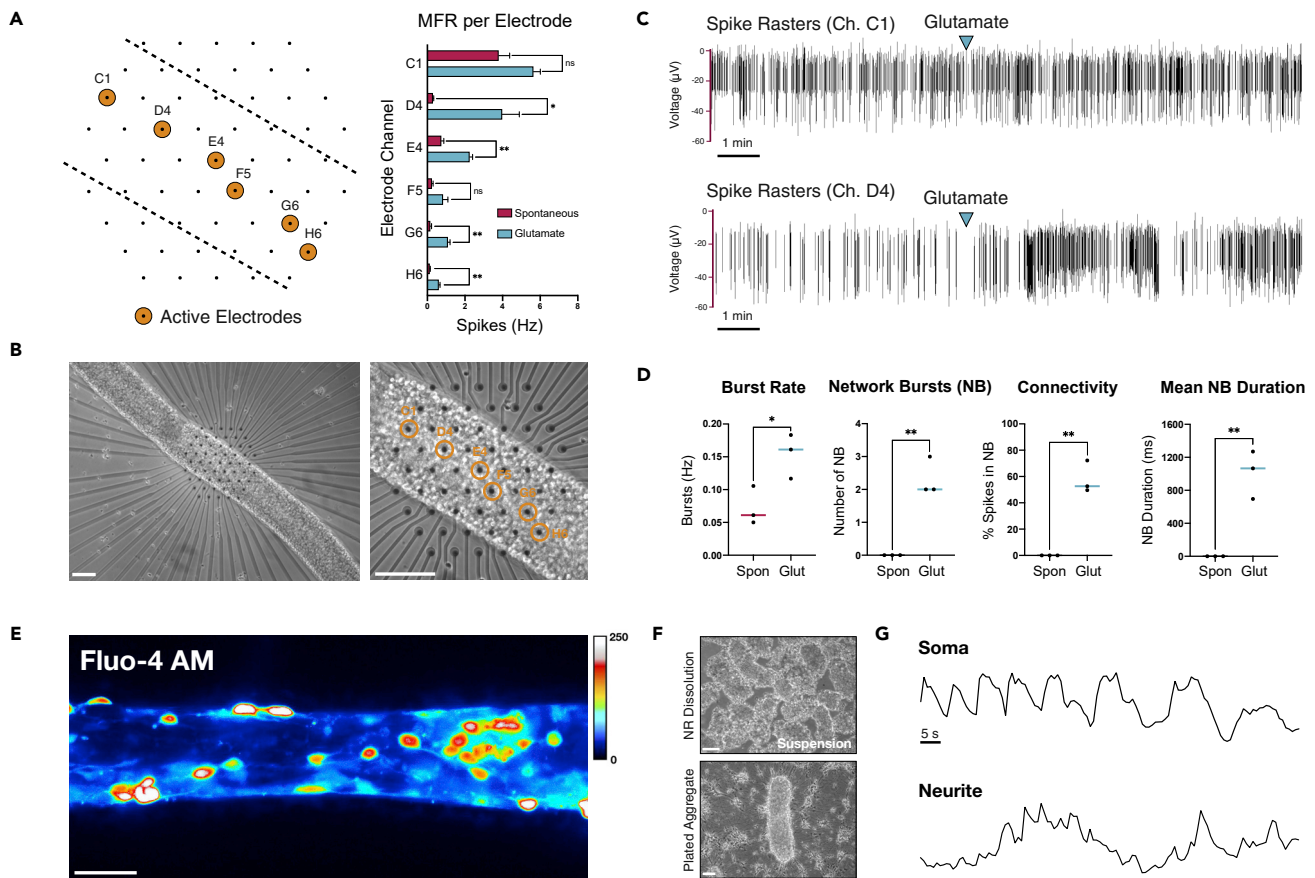 A
C1
D4
E4
F5
G6
H6
Active Electrodes
MFR per Electrode
Electrode Channel
C1
D4
E4
F5
G6
H6
ns
*
**
ns
**
**
Spontaneous
Glutamate
0 2 4 6 8
Spikes (Hz)
B
C1
D4
E4
F5
G6
H6
C
Spike Rasters (Ch. C1)
Glutamate
Voltage (µV)
0
-20
-40
-60
1 min
Spike Rasters (Ch. D4)
Glutamate
Voltage (µV)
0
-20
-40
-60
1 min
D
Burst Rate
Bursts (Hz)
0.20
0.15
0.10
0.05
0.00
*
Spon Glut
Network Bursts (NB)
Number of NB
4
3
2
1
0
**
Spon Glut
Connectivity
% Spikes in NB
100
80
60
40
20
0
**
Spon Glut
Mean NB Duration
NB Duration (ms)
1600
1200
800
400
0
**
Spon Glut
E
Fluo-4 AM
250
0
F
NR Dissolution
Suspension
Plated Aggregate
G
Soma
5 s
Neurite